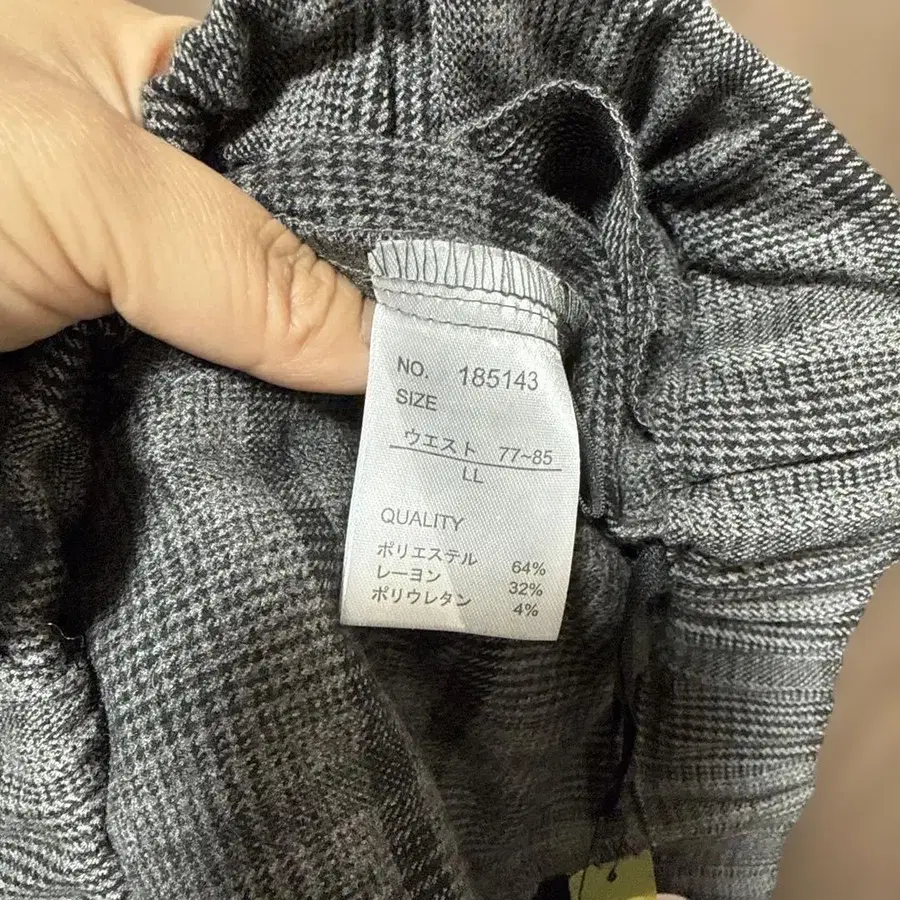 NO. 185143
SIZE
ウエスト 77~85
LL
QUALITY
ポリエステル 64%
レーヨン 32%
ポリウレタン 4%